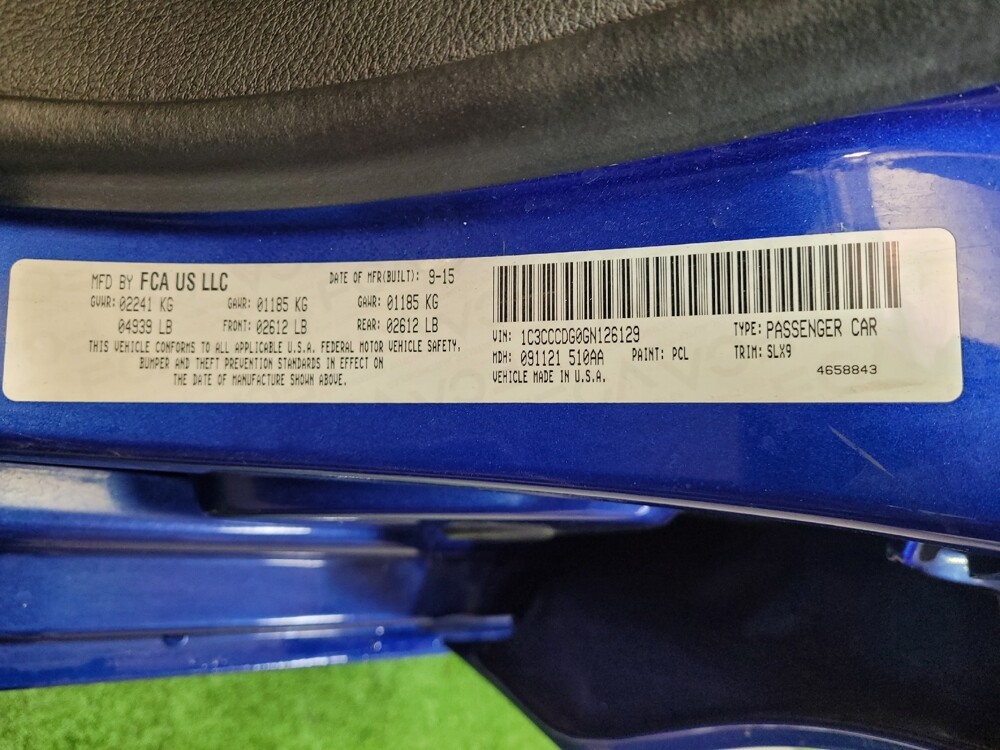 MFD BY FCA US LLC DATE OF MFR(BUILT): 9-15
GVWR: 02241 KG GAWR: 01185 KG GAWR: 01185 KG
04939 LB FRONT: 02612 LB REAR: 02612 LB
THIS VEHICLE CONFORMS TO ALL APPLICABLE U.S.A. FEDERAL MOTOR VEHICLE SAFETY,
BUMPER AND THEFT PREVENTION STANDARDS IN EFFECT ON
THE DATE OF MANUFACTURE SHOWN ABOVE.
VIN: 1C3CCCDG0GN126129 TYPE: PASSENGER CAR
MDH: 091121 510AA PAINT: PCL TRIM: SLX9
VEHICLE MADE IN U.S.A. 4658843